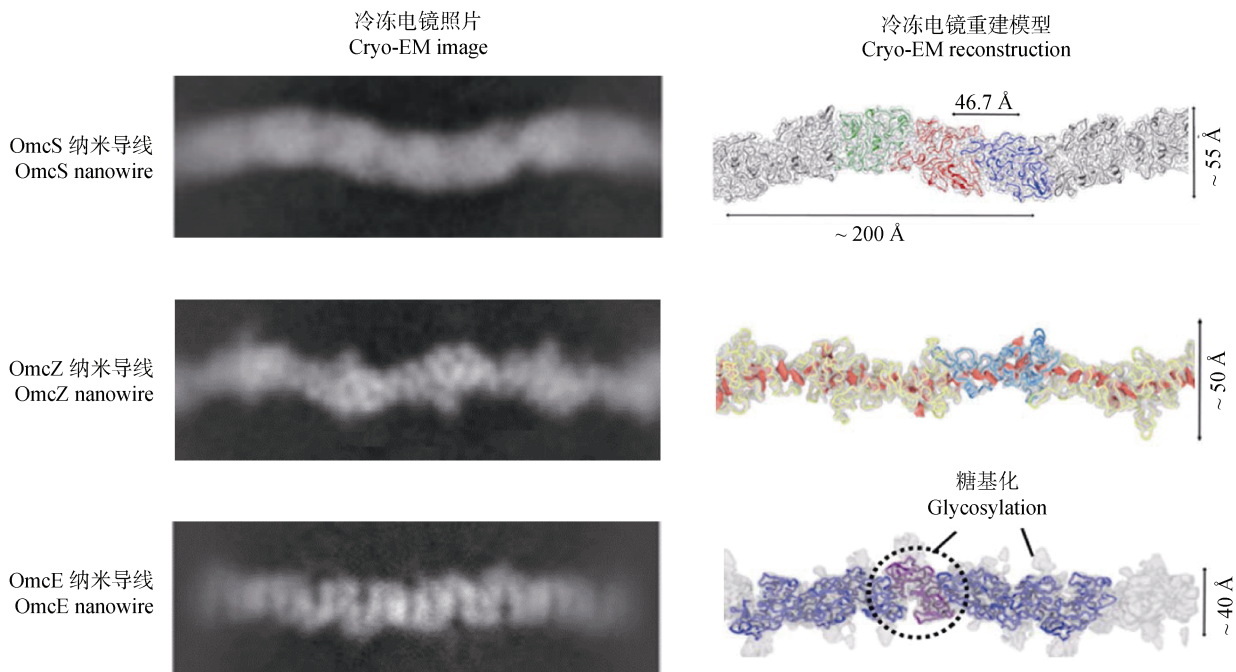 冷冻电镜照片
Cryo-EM image
冷冻电镜重建模型
Cryo-EM reconstruction
OmcS 纳米导线
OmcS nanowire
46.7 Å
~ 55 Å
~ 200 Å
OmcZ 纳米导线
OmcZ nanowire
~ 50 Å
糖基化
Glycosylation
OmcE 纳米导线
OmcE nanowire
~ 40 Å